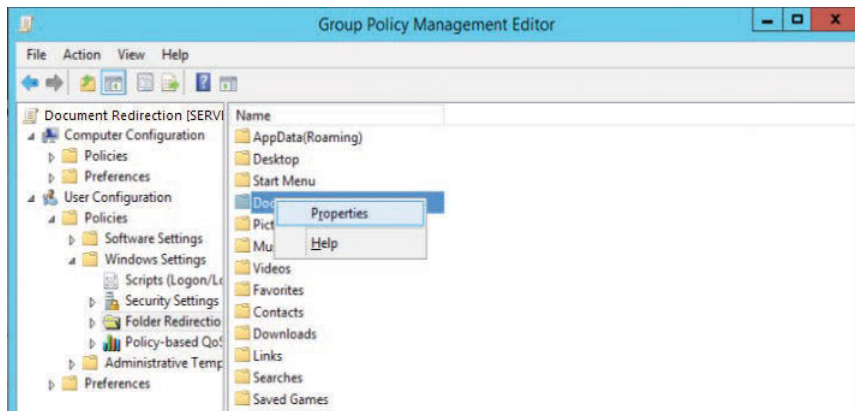 Group Policy Management Editor
File Action View Help
Document Redirection [SERVI
Computer Configuration
Policies
Preferences
User Configuration
Policies
Software Settings
Windows Settings
Scripts (Logon/Lo
Security Settings
Folder Redirectio
Policy-based QoS
Administrative Temp
Preferences
Name
AppData(Roaming)
Desktop
Start Menu
Doc
Properties
Pict
Help
Mu
Videos
Favorites
Contacts
Downloads
Links
Searches
Saved Games